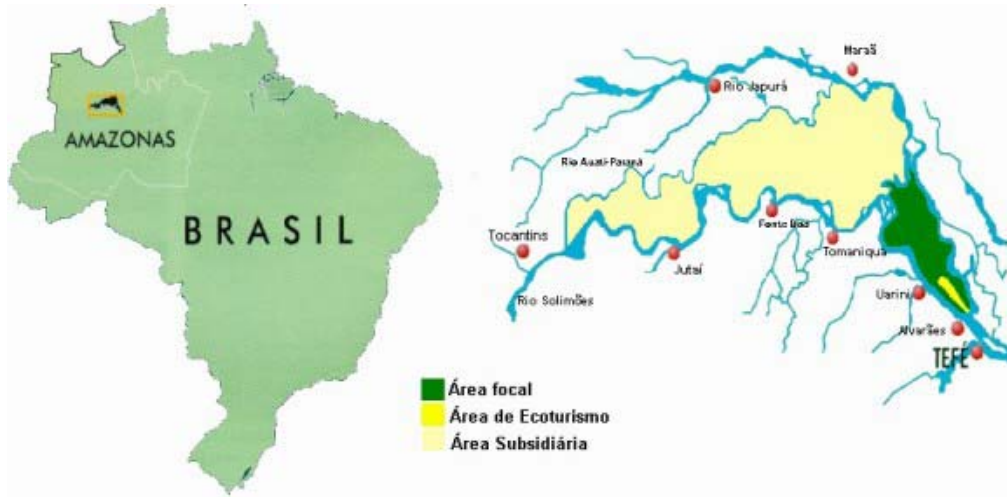 AMAZONAS
BRASIL
Maraã
Rio Japurá
Rio Auati-Paraná
Tocantins
Fonte Boa
Tomaniqua
Jutaí
Rio Solimões
Uarini
Alvarães
TEFÉ
Área focal
Área de Ecoturismo
Área Subsidiária